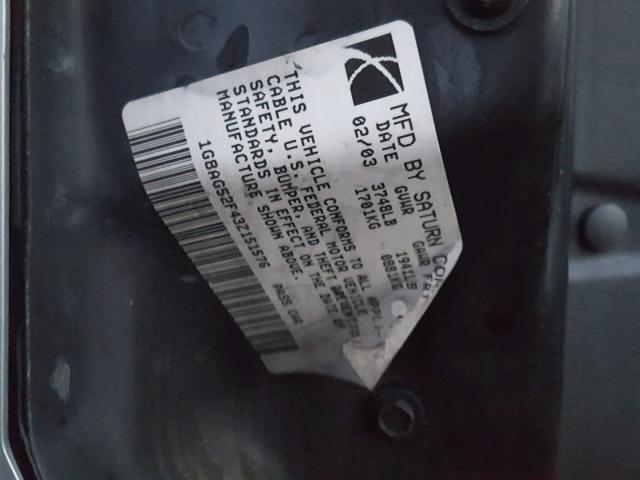 MFD BY SATURN COR
DATE GVWR GAWR FRT
02/03 3748LB 1941LB
1701KG 0881KG
THIS VEHICLE CONFORMS TO ALL APPLI-
CABLE U.S. FEDERAL MOTOR VEHICLE
SAFETY, BUMPER, AND THEFT PREVENTION
STANDARDS IN EFFECT ON THE DATE OF
MANUFACTURE SHOWN ABOVE.
1G8AG52F43Z151576 PASS CAR